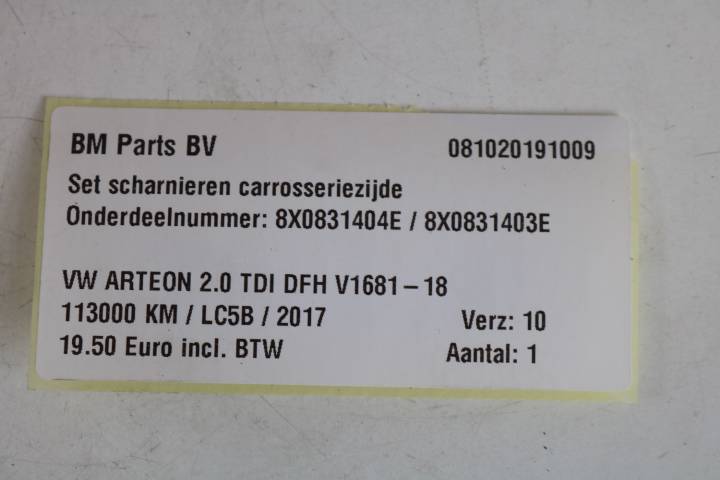 BM Parts BV 081020191009
Set scharnieren carrosseriezijde
Onderdeelnummer: 8X0831404E / 8X0831403E
VW ARTEON 2.0 TDI DFH V1681-18
113000 KM / LC5B / 2017 Verz: 10
19.50 Euro incl. BTW Aantal: 1